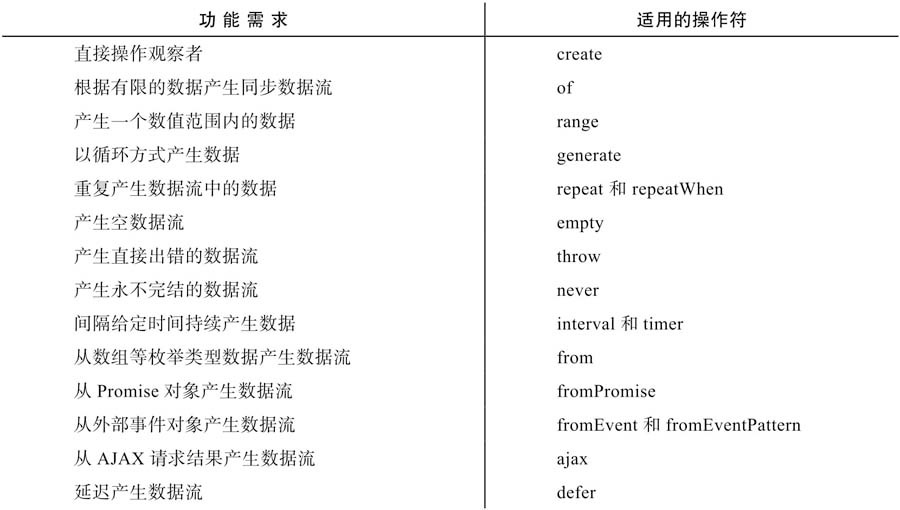 功能需求 适用的操作符
直接操作观察者 create
根据有限的数据产生同步数据流 of
产生一个数值范围内的数据 range
以循环方式产生数据 generate
重复产生数据流中的数据 repeat 和 repeatWhen
产生空数据流 empty
产生直接出错的数据流 throw
产生永不完结的数据流 never
间隔给定时间持续产生数据 interval 和 timer
从数组等枚举类型数据产生数据流 from
从 Promise 对象产生数据流 fromPromise
从外部事件对象产生数据流 fromEvent 和 fromEventPattern
从 AJAX 请求结果产生数据流 ajax
延迟产生数据流 defer